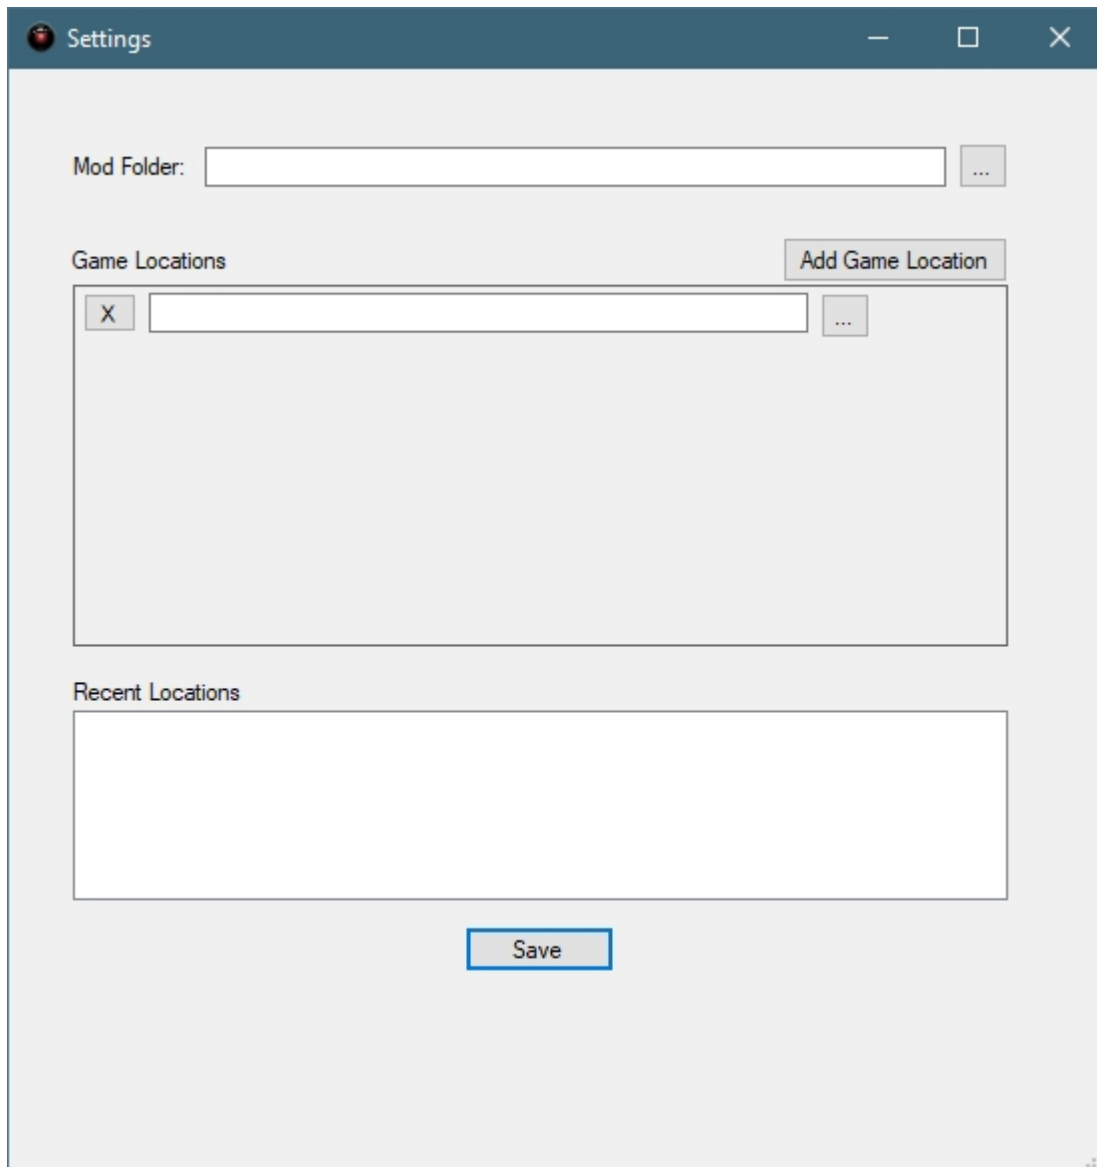 Settings
Mod Folder: ...
Game Locations Add Game Location
X ...
Recent Locations
Save